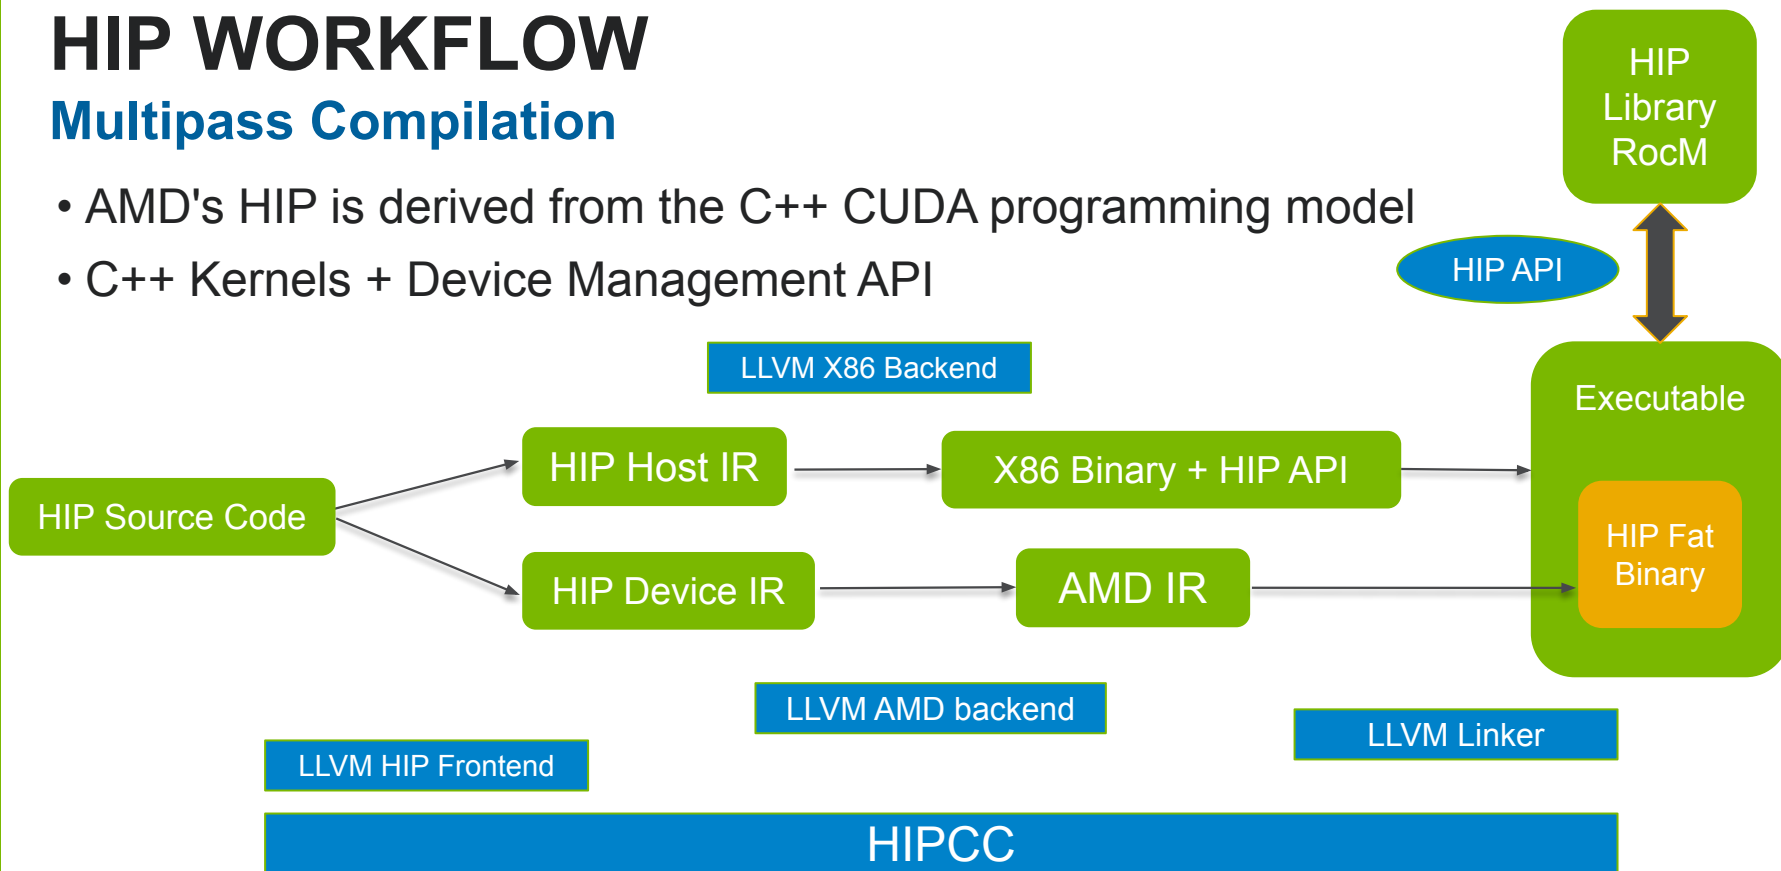 HIP WORKFLOW
Multipass Compilation
• AMD's HIP is derived from the C++ CUDA programming model
• C++ Kernels + Device Management API
HIP
Library
RocM
HIP API
LLVM X86 Backend
Executable
HIP Host IR
X86 Binary + HIP API
HIP Source Code
HIP Fat
Binary
HIP Device IR
AMD IR
LLVM AMD backend
LLVM Linker
LLVM HIP Frontend
HIPCC